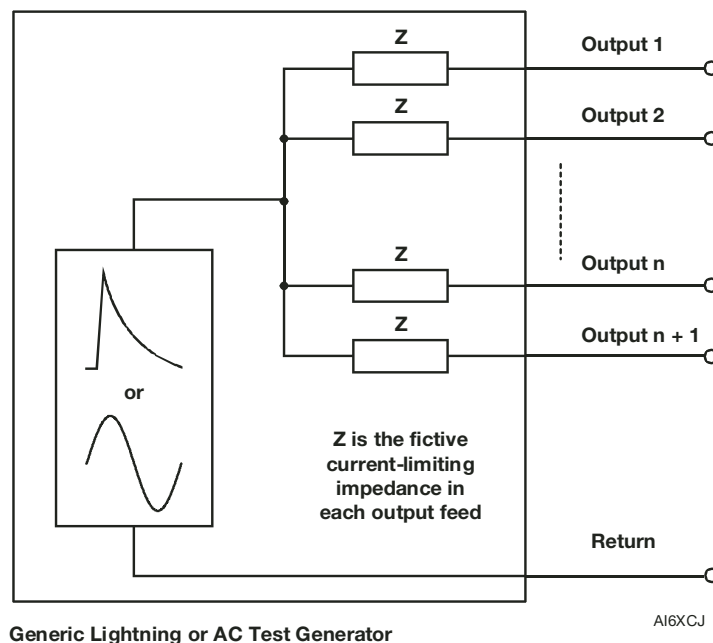 Z
Output 1
Z
Output 2
Z
Output n
Z
Output n + 1
or
Z is the fictive
current-limiting
impedance in
each output feed
Return
AI6XCJ
Generic Lightning or AC Test Generator